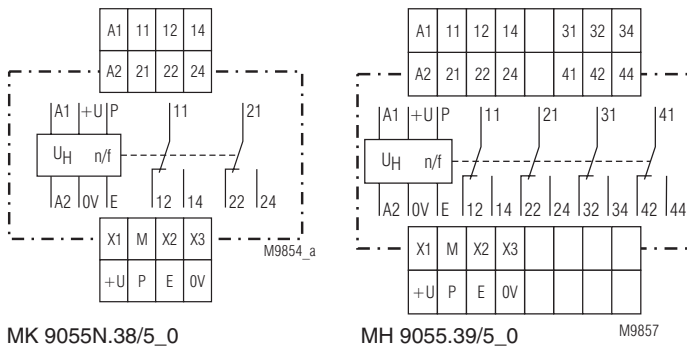 A1 11 12 14
A2 21 22 24
A1 +U P 11 21
UH n/f
A2 0V E 12 14 22 24
X1 M X2 X3
+U P E 0V
M9854_a
MK 9055N.38/5_0
A1 11 12 14 31 32 34
A2 21 22 24 41 42 44
A1 +U P 11 21 31 41
UH n/f
A2 0V E 12 14 22 24 32 34 42 44
X1 M X2 X3
+U P E 0V
MH 9055.39/5_0
M9857